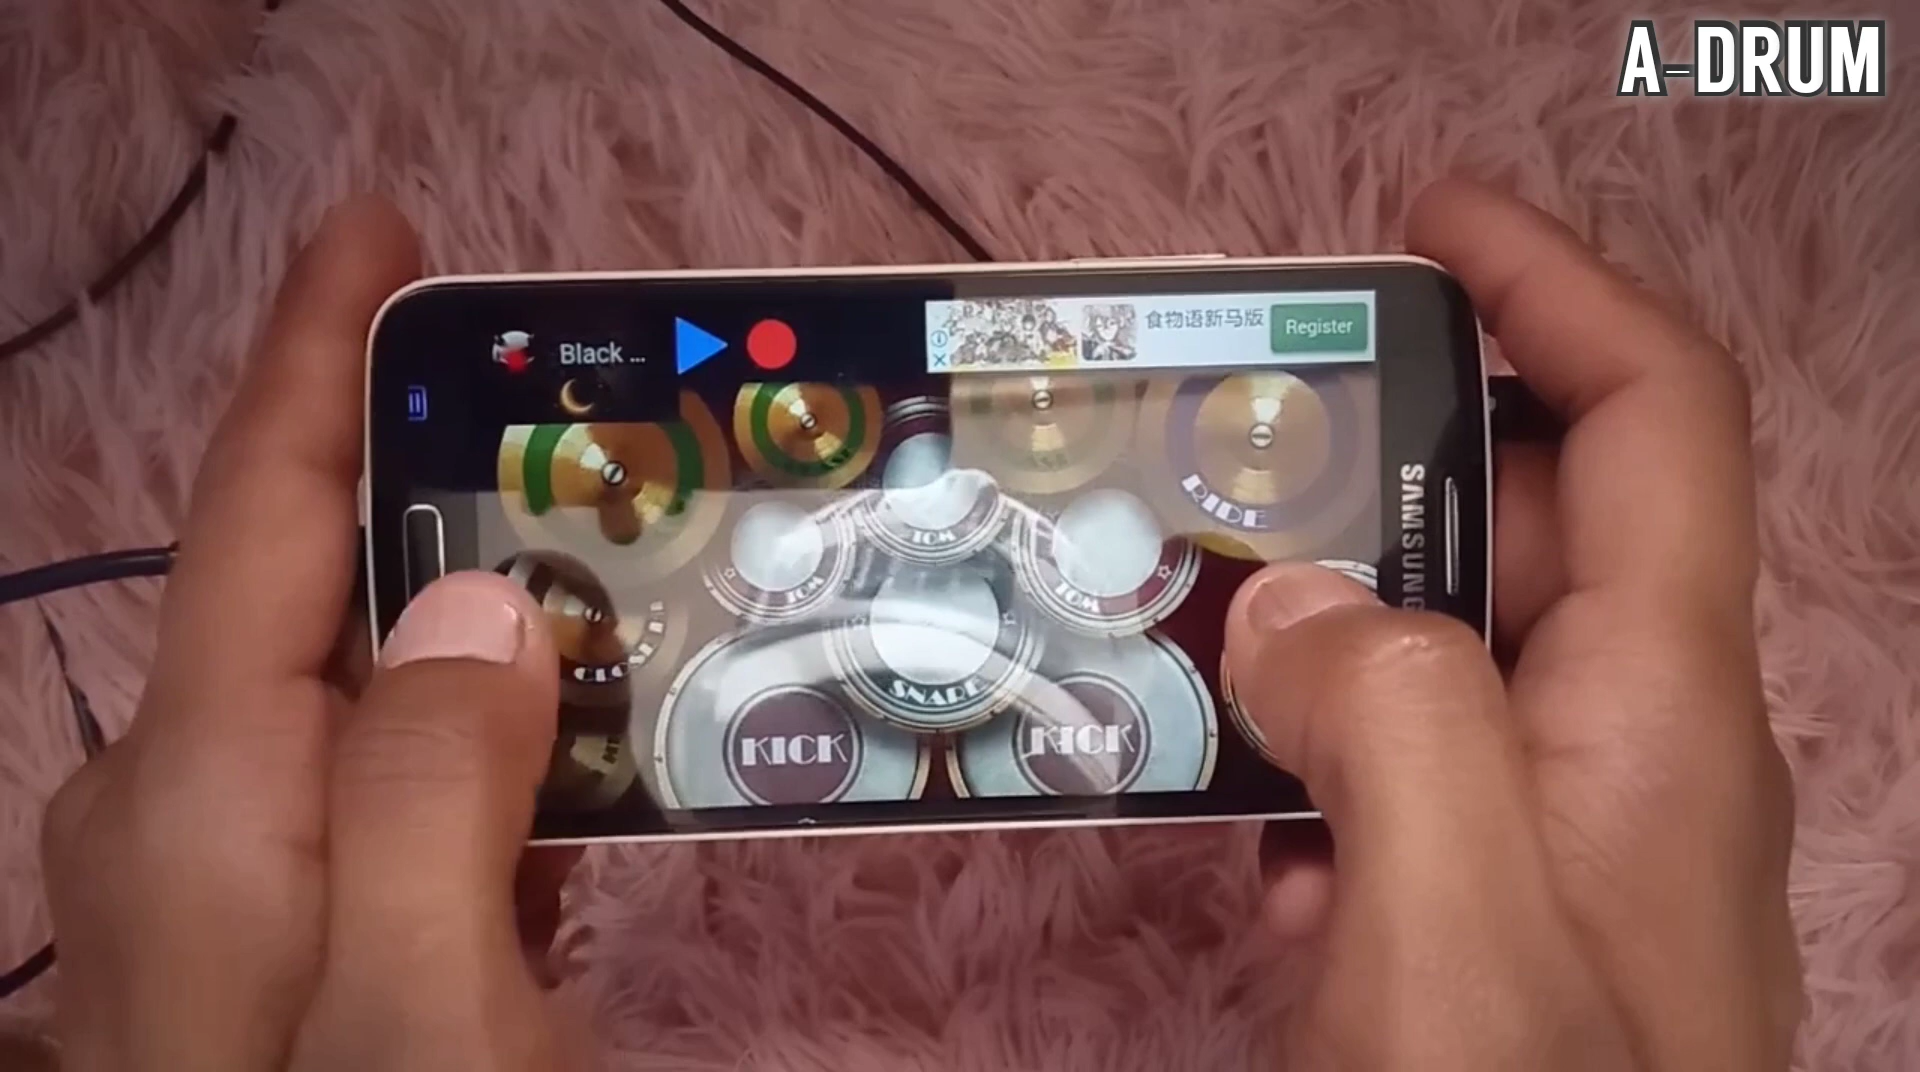 A-DRUM
Black ...
食物语新马版
Register
RIDE
TOM
TOM
TOM
SNARE
KICK
KICK
SAMSUNG